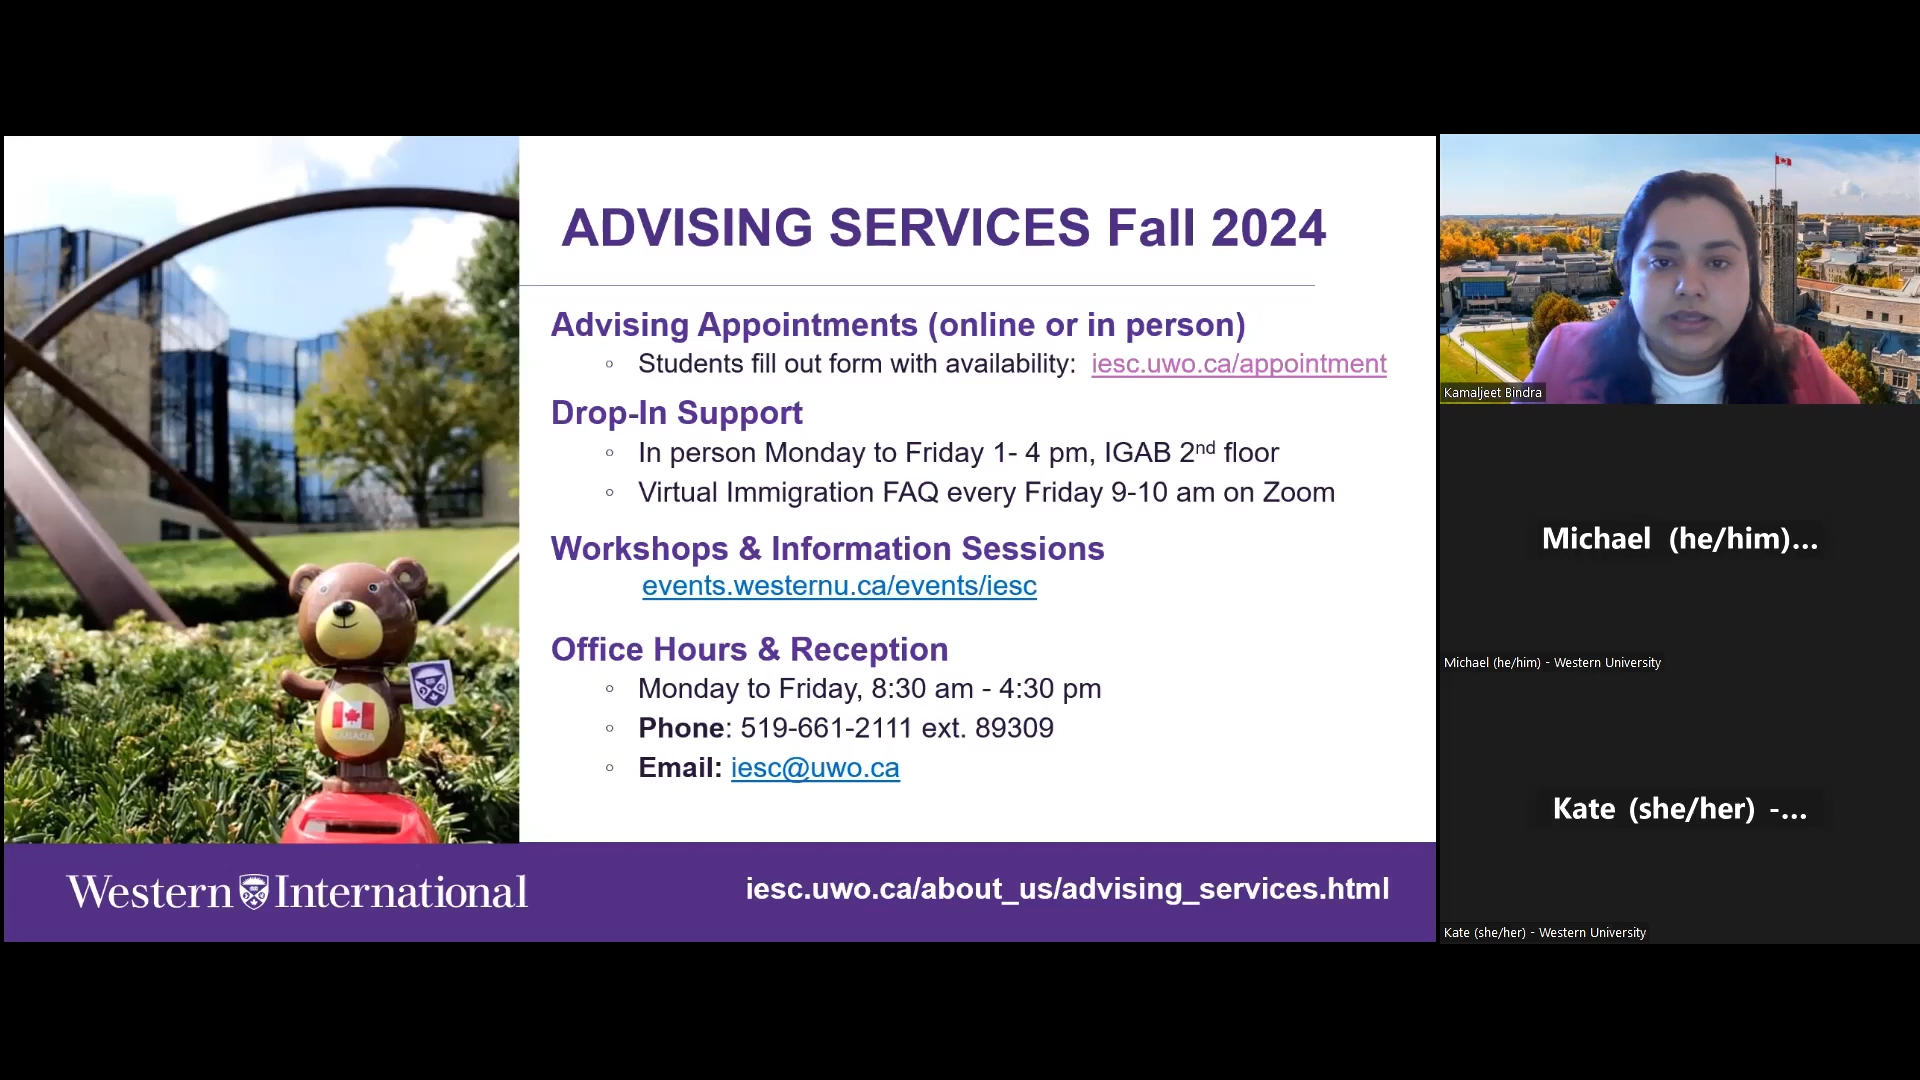 ADVISING SERVICES Fall 2024
Advising Appointments (online or in person)
◦ Students fill out form with availability: iesc.uwo.ca/appointment
Drop-In Support
◦ In person Monday to Friday 1- 4 pm, IGAB 2nd floor
◦ Virtual Immigration FAQ every Friday 9-10 am on Zoom
Workshops & Information Sessions
events.westernu.ca/events/iesc
Office Hours & Reception
◦ Monday to Friday, 8:30 am - 4:30 pm
◦ Phone: 519-661-2111 ext. 89309
◦ Email: iesc@uwo.ca
CANADA
Western International
iesc.uwo.ca/about_us/advising_services.html
Kamaljeet Bindra
Michael (he/him)...
Michael (he/him) - Western University
Kate (she/her) -...
Kate (she/her) - Western University